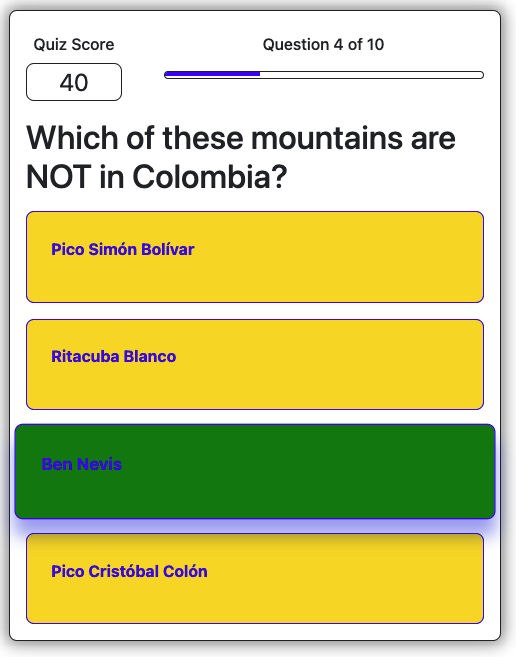 Quiz Score
Question 4 of 10
40
Which of these mountains are
NOT in Colombia?
Pico Simón Bolívar
Ritacuba Blanco
Ben Nevis
Pico Cristóbal Colón